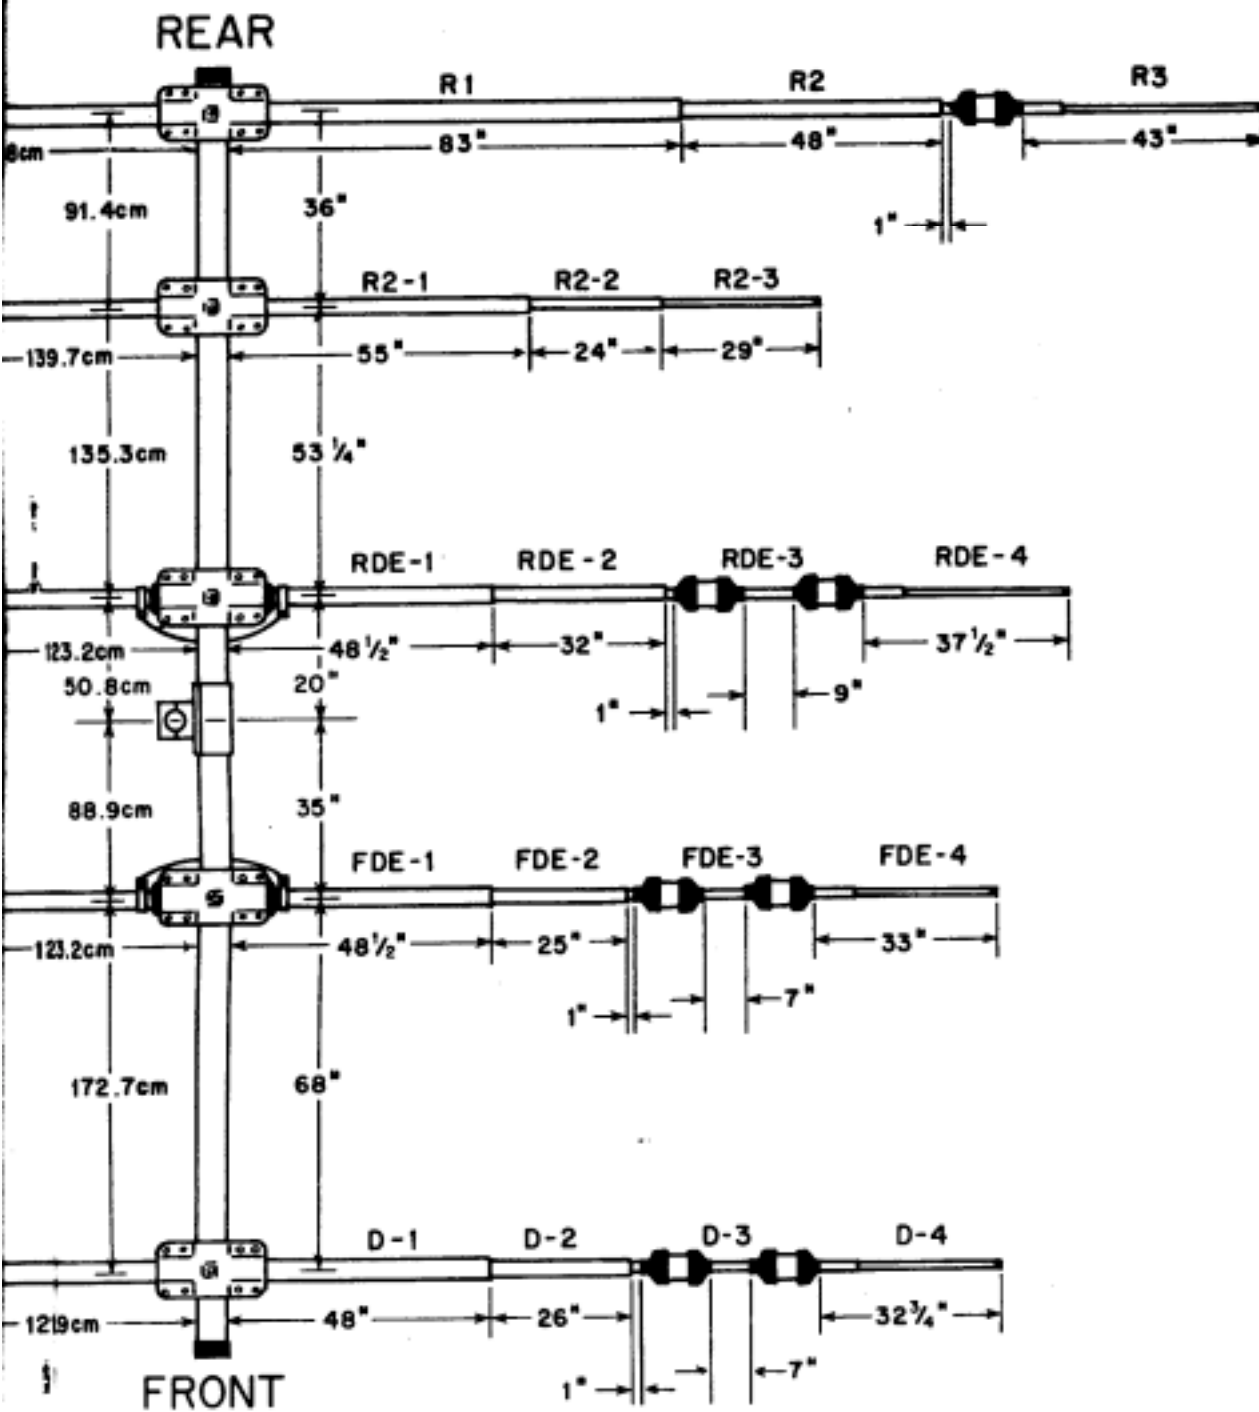 REAR
R1 R2 R3
8cm 83" 48" 43"
91.4cm 36" 1"
R2-1 R2-2 R2-3
139.7cm 55" 24" 29"
135.3cm 53 1/4"
RDE-1 RDE-2 RDE-3 RDE-4
123.2cm 48 1/2" 32" 37 1/2"
50.8cm 20" 1" 9"
88.9cm 35"
FDE-1 FDE-2 FDE-3 FDE-4
123.2cm 48 1/2" 25" 33"
1" 7"
172.7cm 68"
D-1 D-2 D-3 D-4
121.9cm 48" 26" 32 3/4"
1" 7"
FRONT